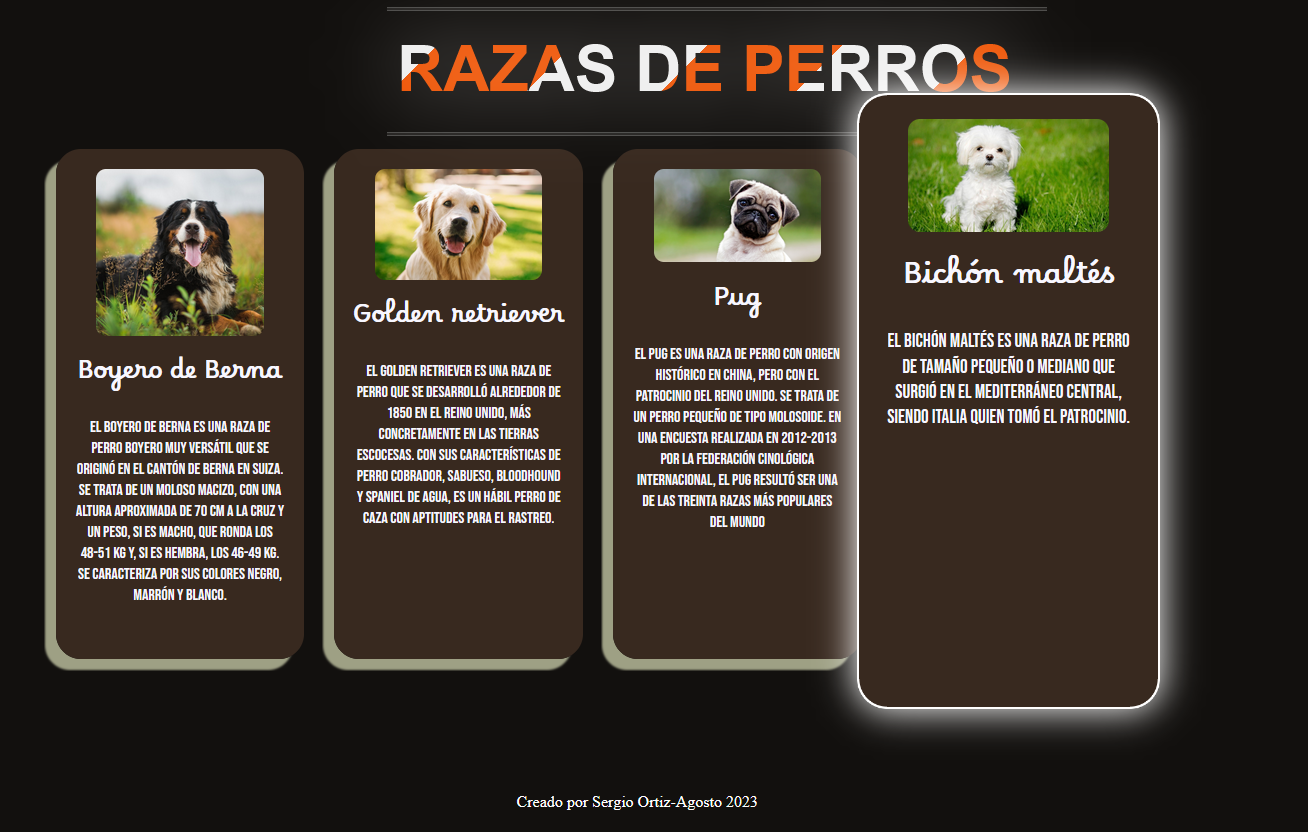 RAZAS DE PERROS
Boyero de Berna
EL BOYERO DE BERNA ES UNA RAZA DE
PERRO BOYERO MUY VERSÁTIL QUE SE
ORIGINÓ EN EL CANTÓN DE BERNA EN SUIZA.
SE TRATA DE UN MOLOSO MACIZO, CON UNA
ALTURA APROXIMADA DE 70 CM A LA CRUZ Y
UN PESO, SI ES MACHO, QUE RONDA LOS
48-51 KG Y, SI ES HEMBRA, LOS 46-49 KG.
SE CARACTERIZA POR SUS COLORES NEGRO,
MARRÓN Y BLANCO.
Golden retriever
EL GOLDEN RETRIEVER ES UNA RAZA DE
PERRO QUE SE DESARROLLÓ ALREDEDOR DE
1850 EN EL REINO UNIDO, MÁS
CONCRETAMENTE EN LAS TIERRAS
ESCOCESAS. CON SUS CARACTERÍSTICAS DE
PERRO COBRADOR, SABUESO, BLOODHOUND
Y SPANIEL DE AGUA, ES UN HÁBIL PERRO DE
CAZA CON APTITUDES PARA EL RASTREO.
Pug
EL PUG ES UNA RAZA DE PERRO CON ORIGEN
HISTÓRICO EN CHINA, PERO CON EL
PATROCINIO DEL REINO UNIDO. SE TRATA DE
UN PERRO PEQUEÑO DE TIPO MOLOSOIDE. EN
UNA ENCUESTA REALIZADA EN 2012-2013
POR LA FEDERACIÓN CINOLÓGICA
INTERNACIONAL, EL PUG RESULTÓ SER UNA
DE LAS TREINTA RAZAS MÁS POPULARES
DEL MUNDO
Bichón maltés
EL BICHÓN MALTÉS ES UNA RAZA DE PERRO
DE TAMAÑO PEQUEÑO O MEDIANO QUE
SURGIÓ EN EL MEDITERRÁNEO CENTRAL,
SIENDO ITALIA QUIEN TOMÓ EL PATROCINIO.
Creado por Sergio Ortiz-Agosto 2023